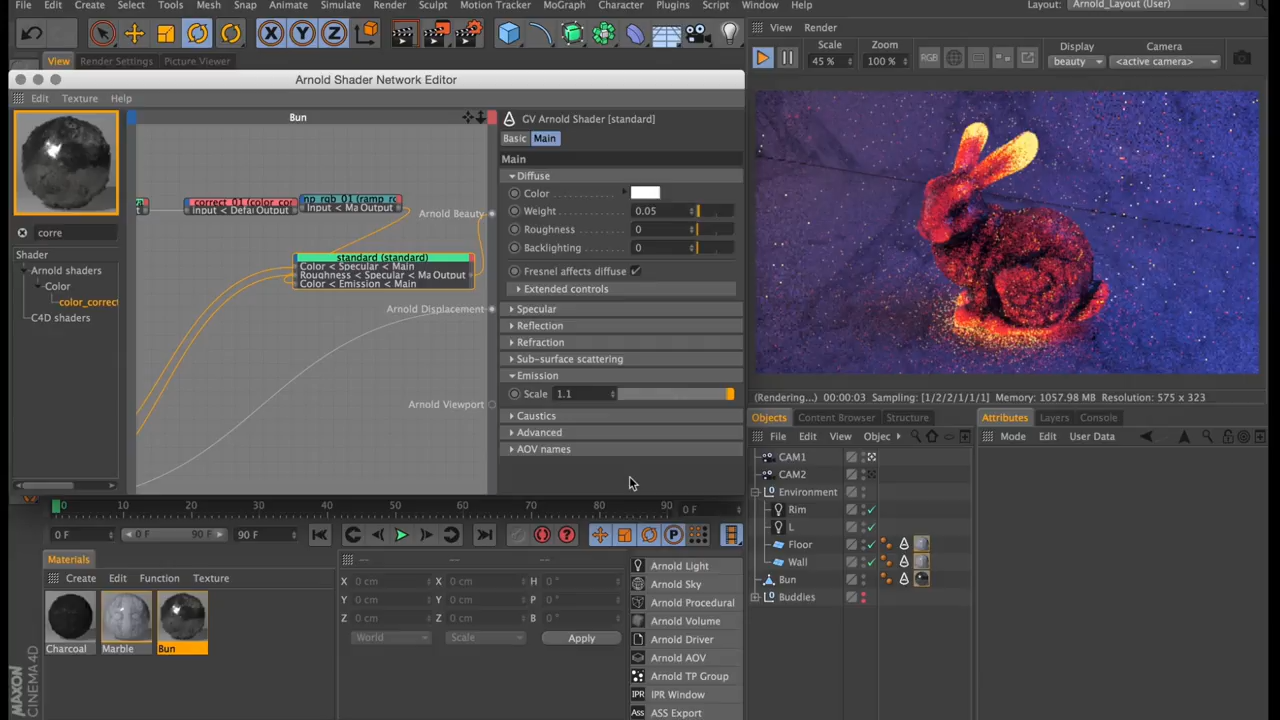 File Edit Create Select Tools Mesh Snap Animate Simulate Render Sculpt Motion Tracker MoGraph Character Plugins Script Window Help
Layout: Arnold_Layout (User)
View Render Settings Picture Viewer
View Render
Scale Zoom Display Camera
45 % 100 % RGB beauty <active camera>
Arnold Shader Network Editor
Edit Texture Help
Bun
GV Arnold Shader [standard]
Basic Main
Main
Diffuse
Color
Weight 0.05
Roughness 0
Backlighting 0
Fresnel affects diffuse
Extended controls
Specular
Reflection
Refraction
Sub-surface scattering
Emission
Scale 1.1
Caustics
Advanced
AOV names
corre
Shader
Arnold shaders
Color
color_correct
C4D shaders
correct_01 (color_cor
Input < Defa Output
np_rgb_01 (ramp_rg
Input < Ma Output
Arnold Beauty
standard (standard)
Color < Specular < Main
Roughness < Specular < Ma Output
Color < Emission < Main
Arnold Displacement
Arnold Viewport
(Rendering...) 00:00:03 Sampling: [1/2/2/1/1/1] Memory: 1057.98 MB Resolution: 575 x 323
Objects Content Browser Structure
File Edit View Objec
CAM1
CAM2
Environment
Rim
L
Floor
Wall
Bun
Buddies
Attributes Layers Console
Mode Edit User Data
0 10 20 30 40 50 60 70 80 90 0 F
0 F 0 F 90 F 90 F
Materials
Create Edit Function Texture
Charcoal Marble Bun
-- -- --
X 0 cm X 0 cm H 0 °
Y 0 cm Y 0 cm P 0 °
Z 0 cm Z 0 cm B 0 °
World Scale Apply
Arnold Light
Arnold Sky
Arnold Procedural
Arnold Volume
Arnold Driver
Arnold AOV
Arnold TP Group
IPR IPR Window
Ass ASS Export
MAXON
CINEMA 4D